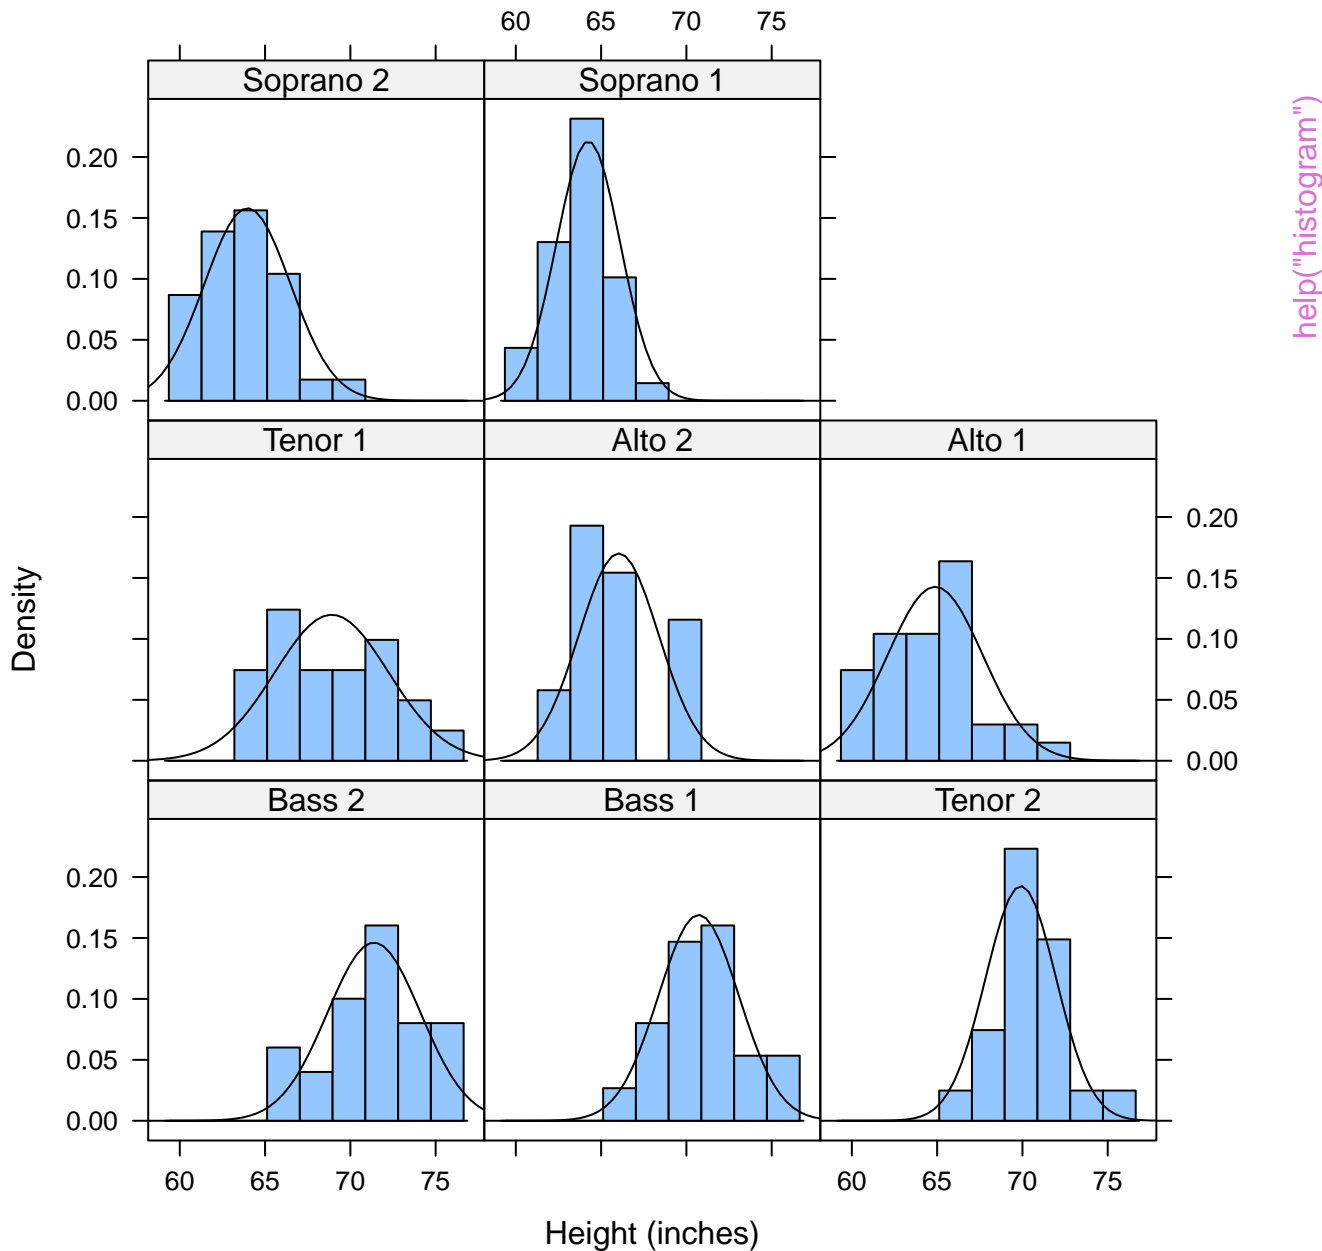 60 65 70 75
Soprano 2 Soprano 1
0.20
0.15
0.10
0.05
0.00
help("histogram")
Tenor 1 Alto 2 Alto 1
0.20
0.15
0.10
0.05
0.00
Density
Bass 2 Bass 1 Tenor 2
0.20
0.15
0.10
0.05
0.00
60 65 70 75 60 65 70 75
Height (inches)